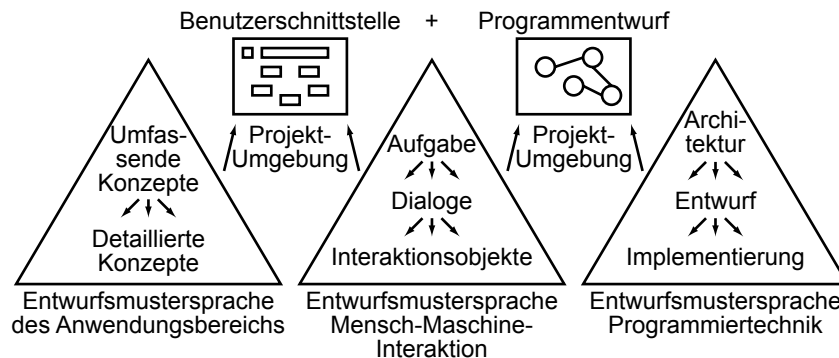 Benutzerschnittstelle + Programmentwurf
Umfas-
sende
Konzepte
Detaillierte
Konzepte
Projekt-
Umgebung
Aufgabe
Dialoge
Interaktionsobjekte
Projekt-
Umgebung
Archi-
tektur
Entwurf
Implementierung
Entwurfsmustersprache
des Anwendungsbereichs
Entwurfsmustersprache
Mensch-Maschine-
Interaktion
Entwurfsmustersprache
Programmiertechnik